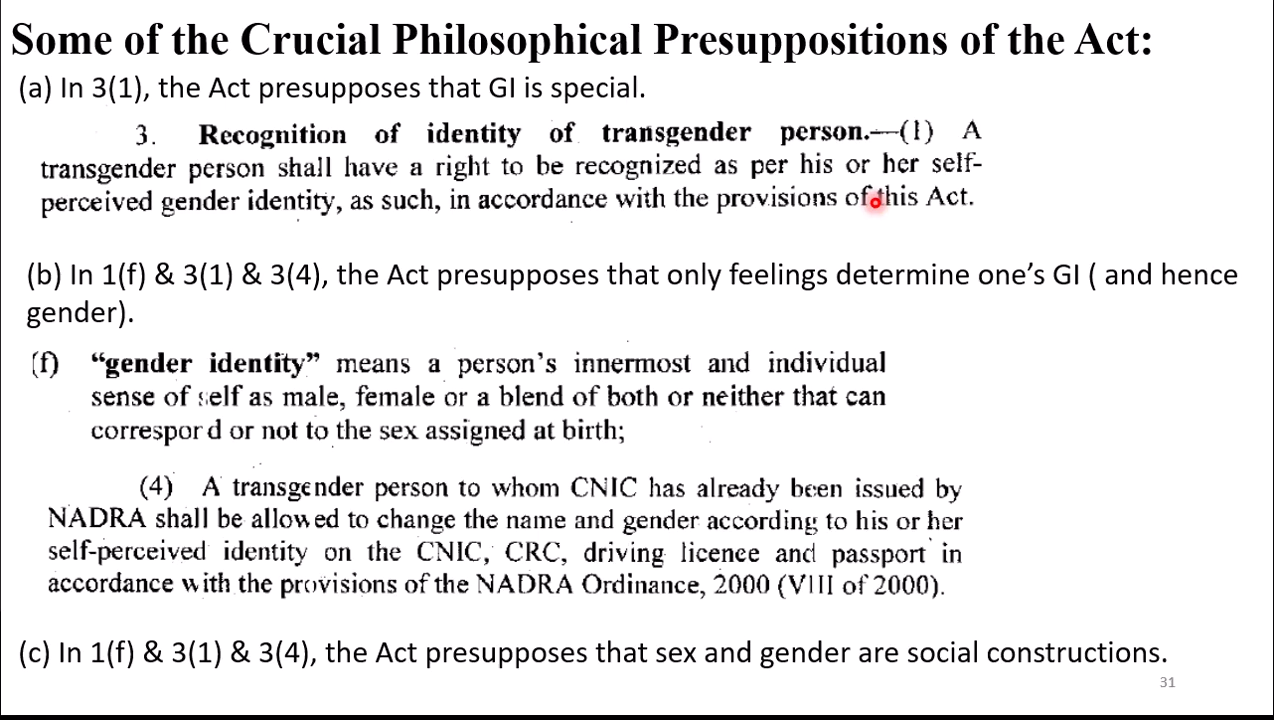 Some of the Crucial Philosophical Presuppositions of the Act:
(a) In 3(1), the Act presupposes that GI is special.
3. Recognition of identity of transgender person.—(1) A
transgender person shall have a right to be recognized as per his or her self-
perceived gender identity, as such, in accordance with the provisions of this Act.
(b) In 1(f) & 3(1) & 3(4), the Act presupposes that only feelings determine one’s GI ( and hence
gender).
(f) “gender identity” means a person’s innermost and individual
sense of self as male, female or a blend of both or neither that can
correspond or not to the sex assigned at birth;
(4) A transgender person to whom CNIC has already been issued by
NADRA shall be allowed to change the name and gender according to his or her
self-perceived identity on the CNIC, CRC, driving licence and passport in
accordance with the provisions of the NADRA Ordinance, 2000 (VIII of 2000).
(c) In 1(f) & 3(1) & 3(4), the Act presupposes that sex and gender are social constructions.
31